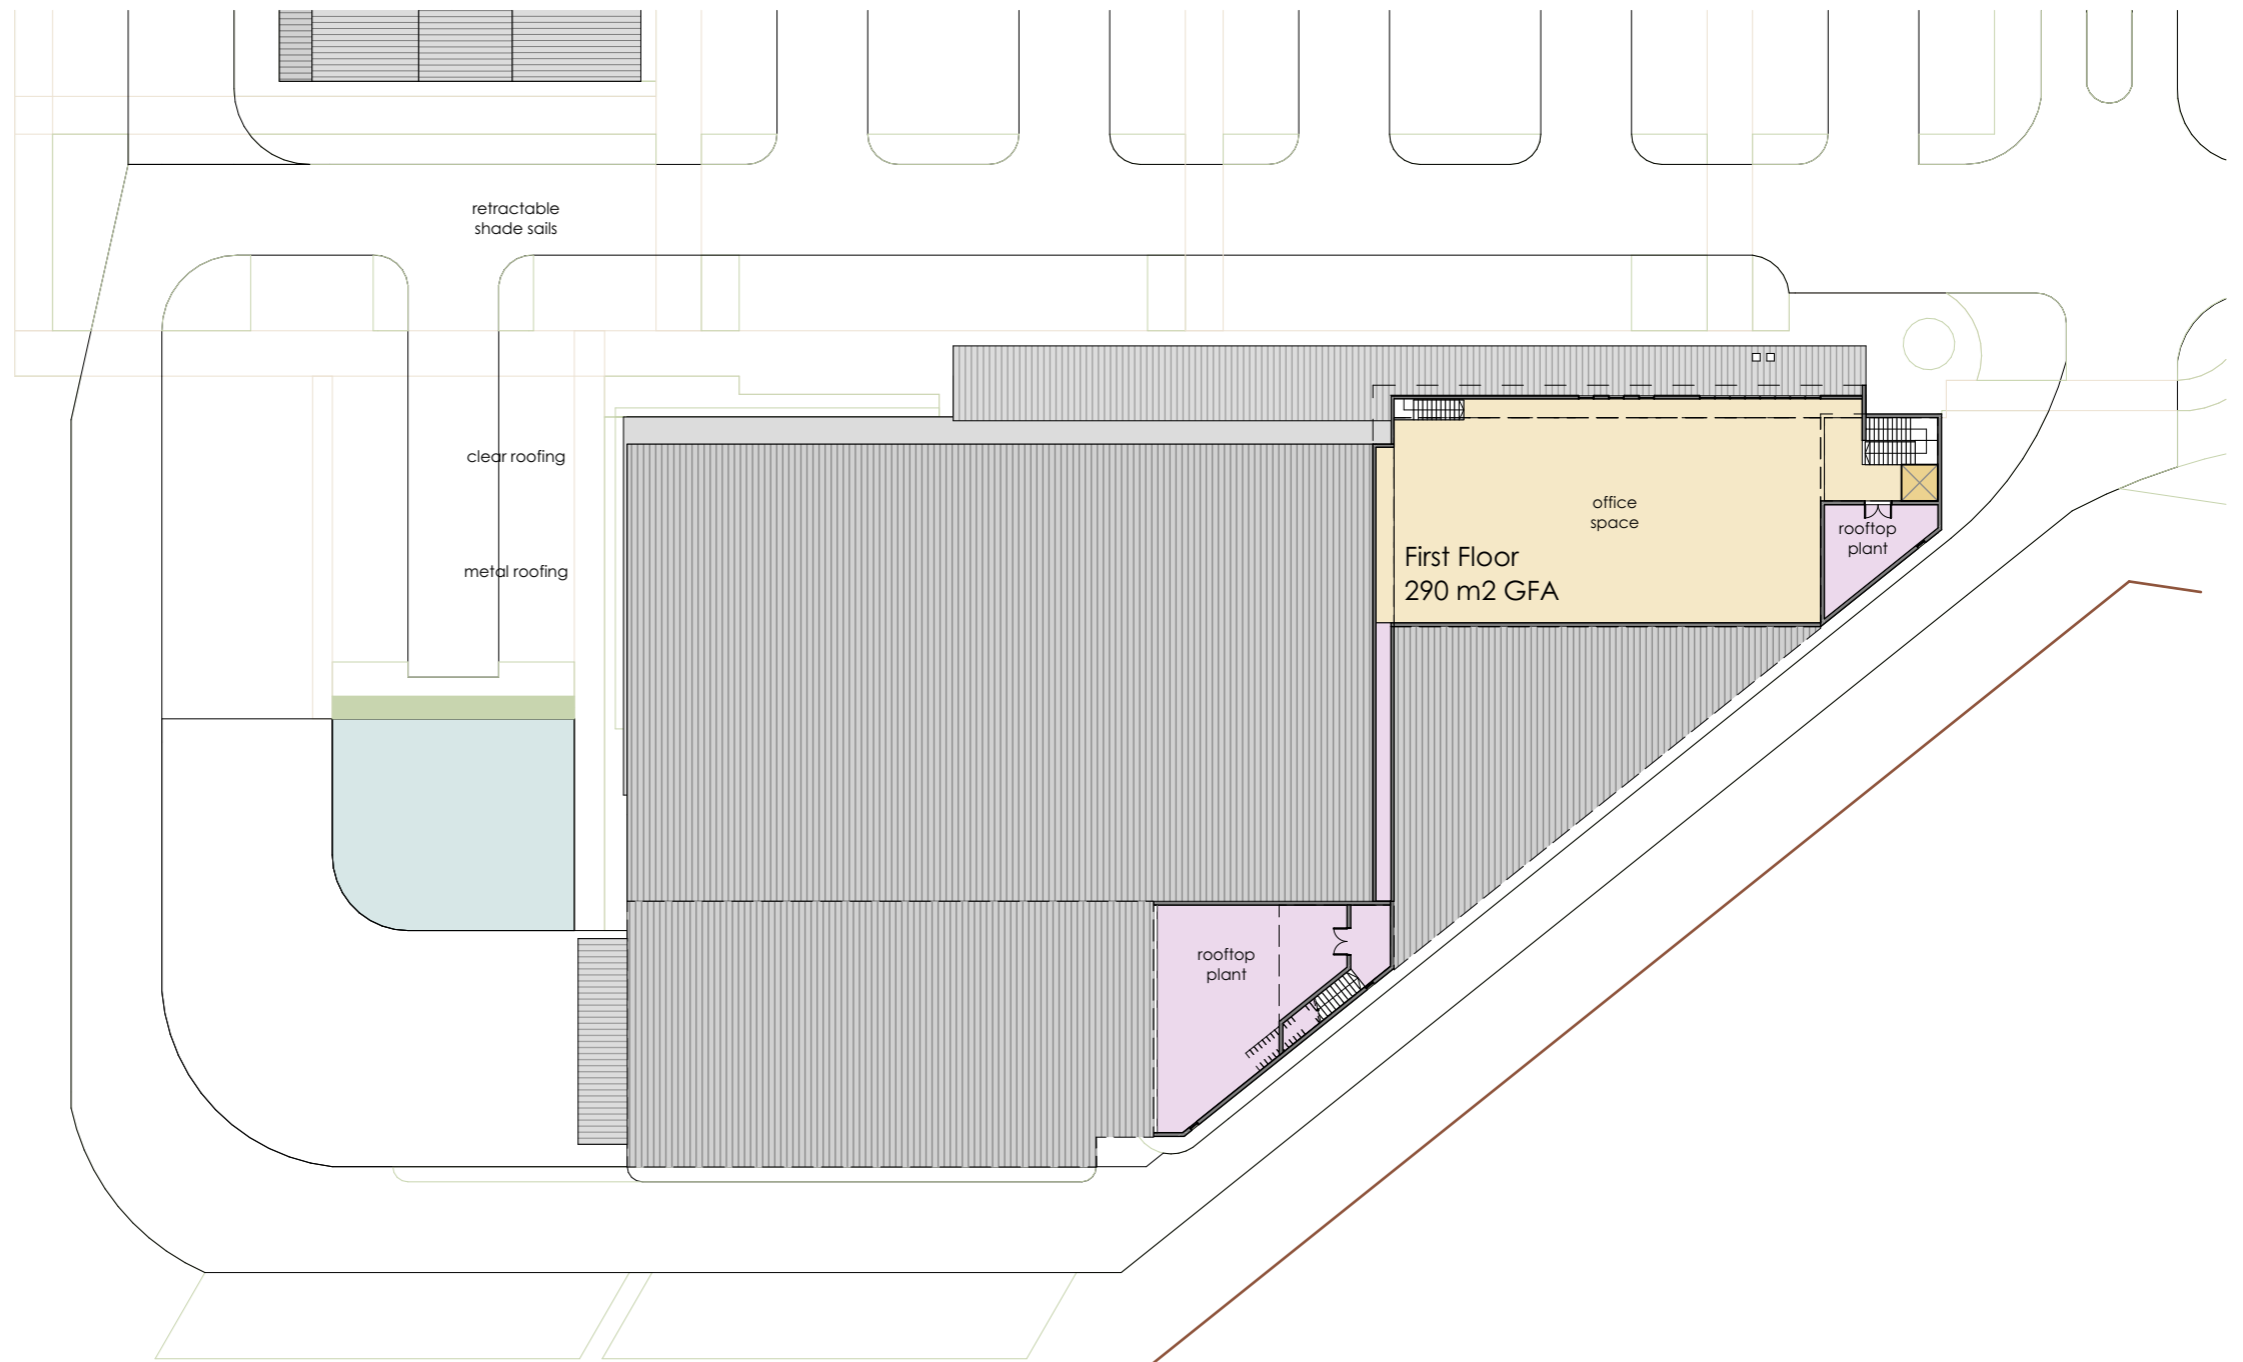 retractable
shade sails
clear roofing
metal roofing
office
space
First Floor
290 m2 GFA
rooftop
plant
rooftop
plant